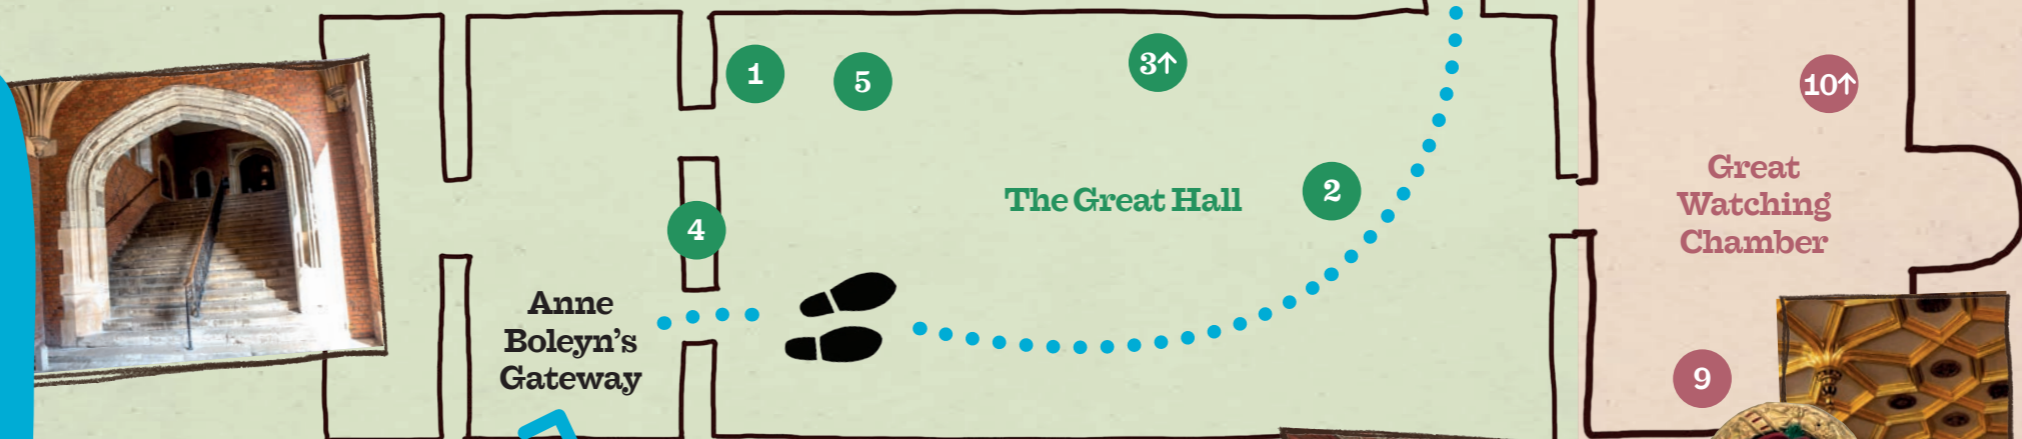 1
5
3↑
10↑
4
The Great Hall
2
Great
Watching
Chamber
Anne
Boleyn's
Gateway
9